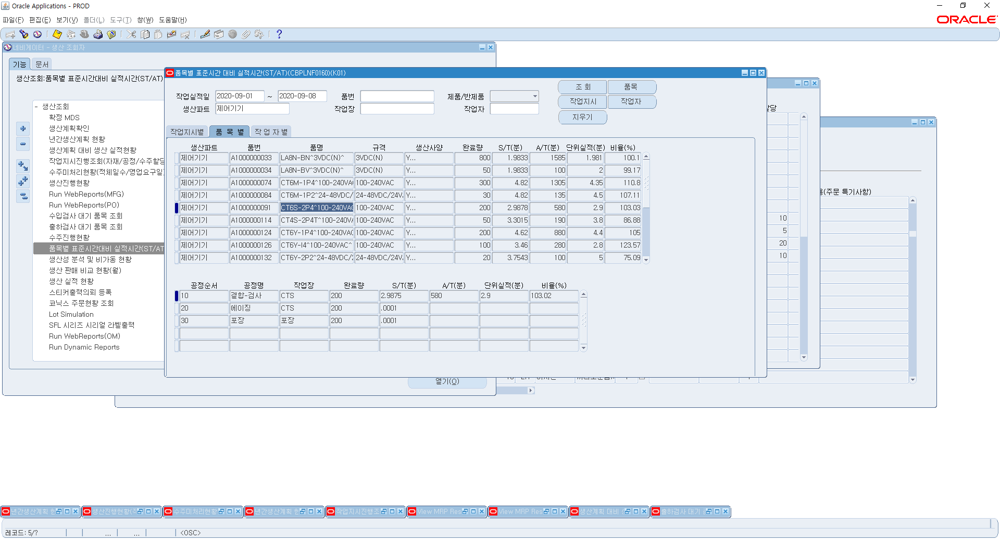 Oracle Applications - PROD
파일(F) 편집(E) 보기(V) 폴더(L) 도구(T) 창(W) 도움말(H)
ORACLE
네비게이터 - 생산 조회자
기능 문서
생산조회:품목별 표준시간대비 실적시간(ST/AT)
- 생산조회
확정 MDS
생산계획확인
년간생산계획 현황
생산계획 대비 생산 실적현황
작업지시진행조회(자재/공정/수주할당
수주미처리현황(적체일수/영업요구일)
생산진행현황
Run WebReports(MFG)
Run WebReports(PO)
수입검사 대기 품목 조회
출하검사 대기 품목 조회
수주진행현황
품목별 표준시간대비 실적시간(ST/AT
생산성 분석 및 비가동 현황
생산 판매 비교 현황(월)
생산 실적 현황
스티커출력의뢰 등록
코닉스 주문현황 조회
Lot Simulation
SFL 시리즈 시리얼 라벨출력
Run WebReports(OM)
Run Dynamic Reports
열기(O)
품목별 표준시간 대비 실적시간(ST/AT)(CBPLNF0160)(K01)
작업실적일 2020-09-01 ~ 2020-09-08 품번 제품/반제품
생산파트 제어기기 작업장 작업자
조 회 품목
작업지시 작업자
지우기
작업지시별 품 목 별 작 업 자 별
생산파트 품번 품명 규격 생산사양 완료량 S/T(분) A/T(분) 단위실적(분) 비율(%)
제어기기 A1000000033 LA8N-BN^3VDC(N)^ 3VDC(N) Y... 800 1.9833 1585 1.981 100.1
제어기기 A1000000034 LA8N-BV^3VDC(N)^ 3VDC(N) Y... 50 1.9833 100 2 99.17
제어기기 A1000000074 CT6M-1P4^100-240VA 100-240VAC Y... 300 4.82 1305 4.35 110.8
제어기기 A1000000084 CT6M-1P2^24-48VDC/ 24-48VDC/24V Y... 30 4.82 135 4.5 107.11
제어기기 A1000000091 CT6S-2P4^100-240VAC 100-240VAC Y... 200 2.9878 580 2.9 103.03
제어기기 A1000000114 CT4S-2P4T^100-240V 100-240VAC Y... 50 3.3015 190 3.8 86.88
제어기기 A1000000124 CT6Y-1P4^100-240VAC 100-240VAC Y... 200 4.62 880 4.4 105
제어기기 A1000000126 CT6Y-I4^100-240VAC^ 100-240VAC Y... 100 3.46 280 2.8 123.57
제어기기 A1000000132 CT6Y-2P2^24-48VDC/ 24-48VDC/24V Y... 20 3.7543 100 5 75.09
공정순서 공정명 작업장 완료량 S/T(분) A/T(분) 단위실적(분) 비율(%)
10 결합-검사 CTS 200 2.9875 580 2.9 103.02
20 에이징 CTS 200 .0001
30 포장 포장 200 .0001
10
5
20
10
(주문 특기사항)
년간생산계획 현 생산진행현황( 수주미처리현황 년간생산계획 현 작업지시진행조 View MRP Res View MRP Res 생산계획 대비 출하검사 대기
레코드: 5/? ... ... <OSC>